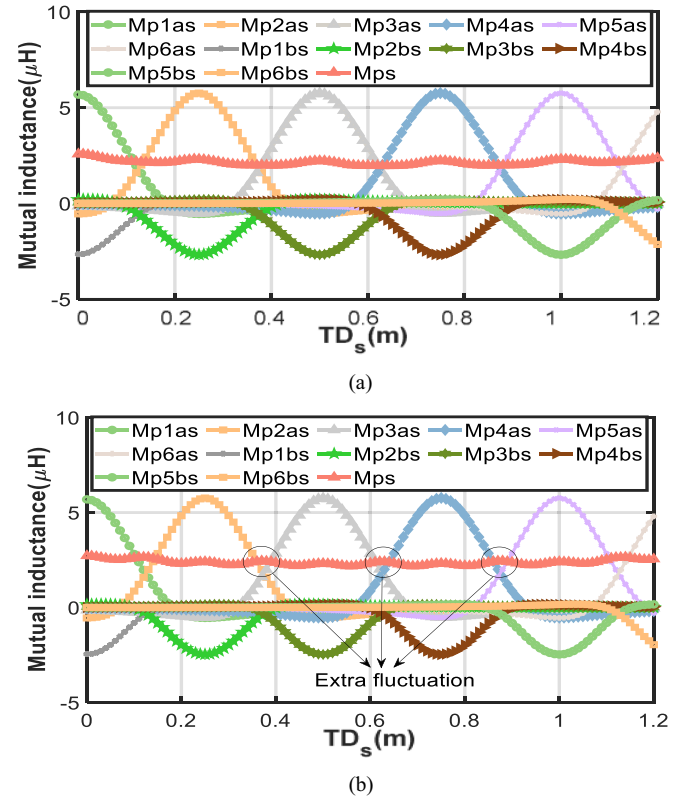 10
Mp1as Mp2as Mp3as Mp4as Mp5as
Mp6as Mp1bs Mp2bs Mp3bs Mp4bs
Mp5bs Mp6bs Mps
5
0
-5
Mutual inductance(μH)
0 0.2 0.4 0.6 0.8 1 1.2
TDs(m)
(a)
10
Mp1as Mp2as Mp3as Mp4as Mp5as
Mp6as Mp1bs Mp2bs Mp3bs Mp4bs
Mp5bs Mp6bs Mps
5
0
-5
Mutual inductance(μH)
Extra fluctuation
0 0.2 0.4 0.6 0.8 1 1.2
TDs(m)
(b)